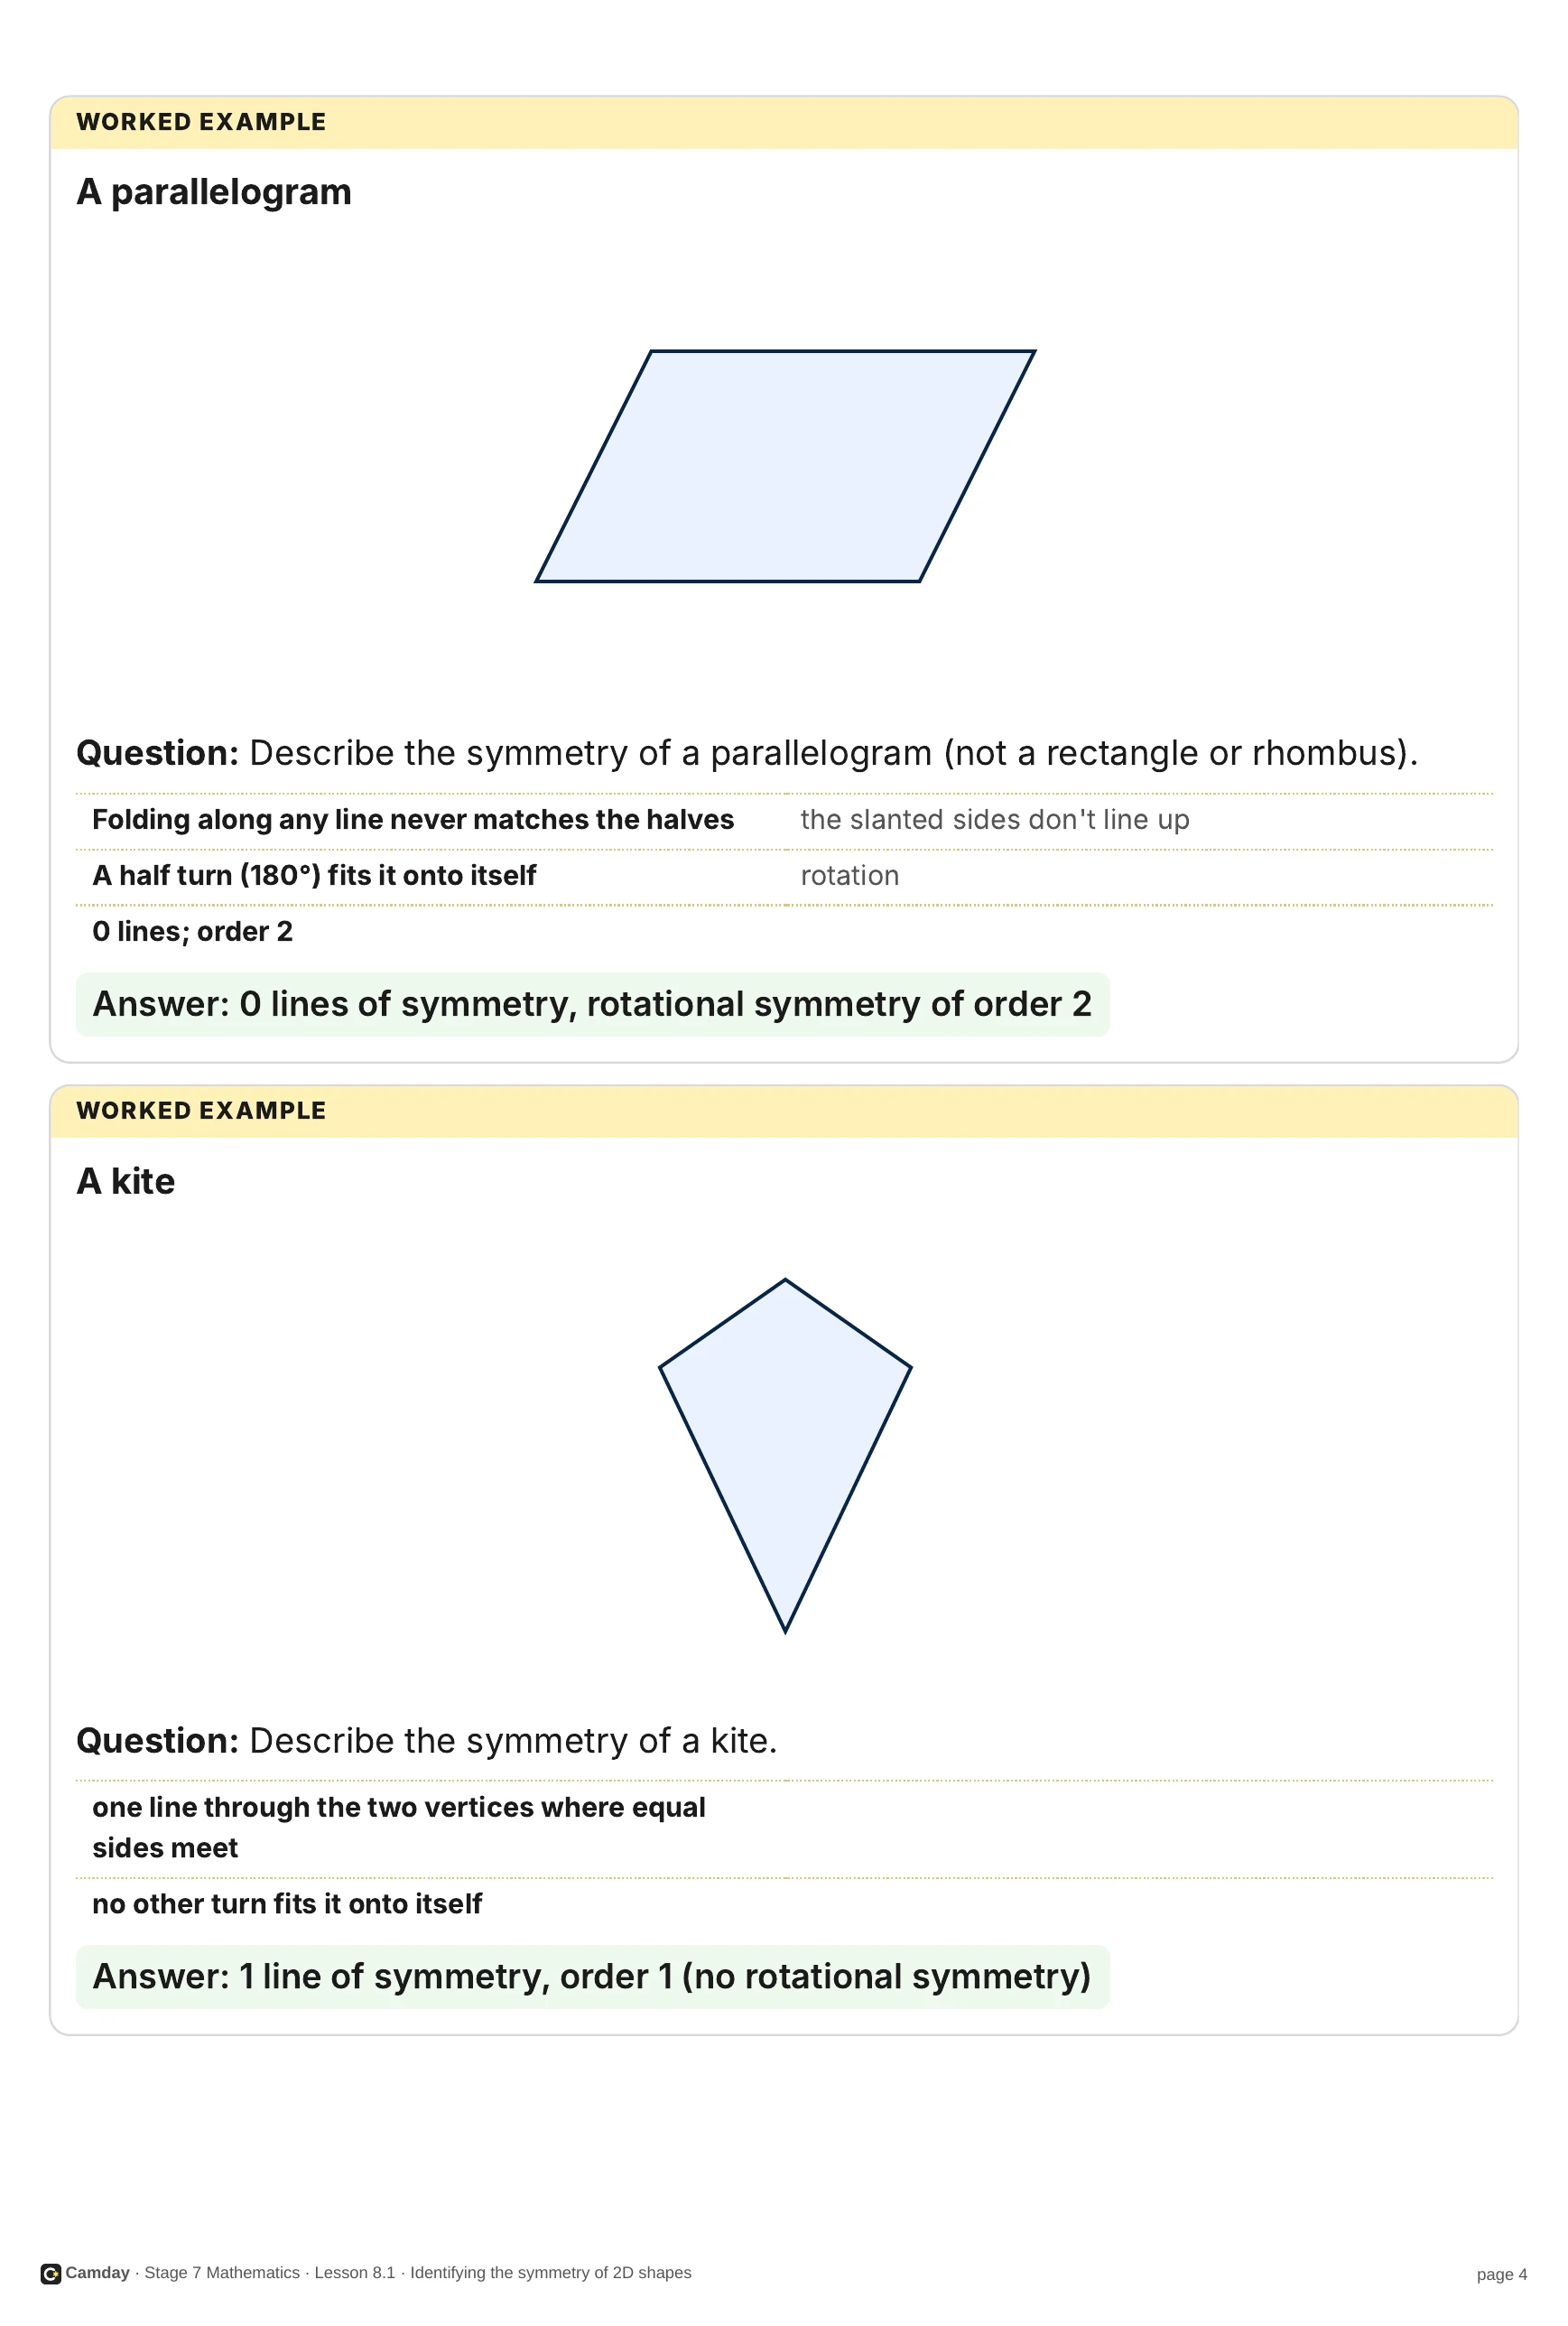 WORKED EXAMPLE
A parallelogram
Question: Describe the symmetry of a parallelogram (not a rectangle or rhombus).
Folding along any line never matches the halves the slanted sides don't line up
A half turn (180°) fits it onto itself rotation
0 lines; order 2
Answer: 0 lines of symmetry, rotational symmetry of order 2
WORKED EXAMPLE
A kite
Question: Describe the symmetry of a kite.
one line through the two vertices where equal
sides meet
no other turn fits it onto itself
Answer: 1 line of symmetry, order 1 (no rotational symmetry)
Camday · Stage 7 Mathematics · Lesson 8.1 · Identifying the symmetry of 2D shapes page 4